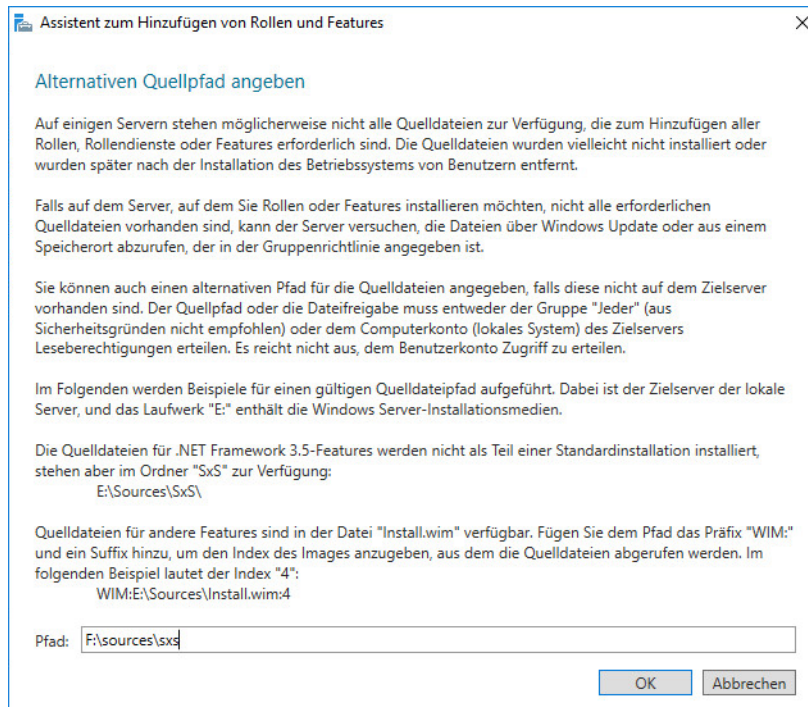 Assistent zum Hinzufügen von Rollen und Features
Alternativen Quellpfad angeben
Auf einigen Servern stehen möglicherweise nicht alle Quelldateien zur Verfügung, die zum Hinzufügen aller
Rollen, Rollendienste oder Features erforderlich sind. Die Quelldateien wurden vielleicht nicht installiert oder
wurden später nach der Installation des Betriebssystems von Benutzern entfernt.
Falls auf dem Server, auf dem Sie Rollen oder Features installieren möchten, nicht alle erforderlichen
Quelldateien vorhanden sind, kann der Server versuchen, die Dateien über Windows Update oder aus einem
Speicherort abzurufen, der in der Gruppenrichtlinie angegeben ist.
Sie können auch einen alternativen Pfad für die Quelldateien angegeben, falls diese nicht auf dem Zielserver
vorhanden sind. Der Quellpfad oder die Dateifreigabe muss entweder der Gruppe "Jeder" (aus
Sicherheitsgründen nicht empfohlen) oder dem Computerkonto (lokales System) des Zielservers
Leseberechtigungen erteilen. Es reicht nicht aus, dem Benutzerkonto Zugriff zu erteilen.
Im Folgenden werden Beispiele für einen gültigen Quelldateipfad aufgeführt. Dabei ist der Zielserver der lokale
Server, und das Laufwerk "E:" enthält die Windows Server-Installationsmedien.
Die Quelldateien für .NET Framework 3.5-Features werden nicht als Teil einer Standardinstallation installiert,
stehen aber im Ordner "SxS" zur Verfügung:
E:\Sources\SxS\
Quelldateien für andere Features sind in der Datei "Install.wim" verfügbar. Fügen Sie dem Pfad das Präfix "WIM:"
und ein Suffix hinzu, um den Index des Images anzugeben, aus dem die Quelldateien abgerufen werden. Im
folgenden Beispiel lautet der Index "4":
WIM:E:\Sources\Install.wim:4
Pfad: F:\sources\sxs
OK Abbrechen